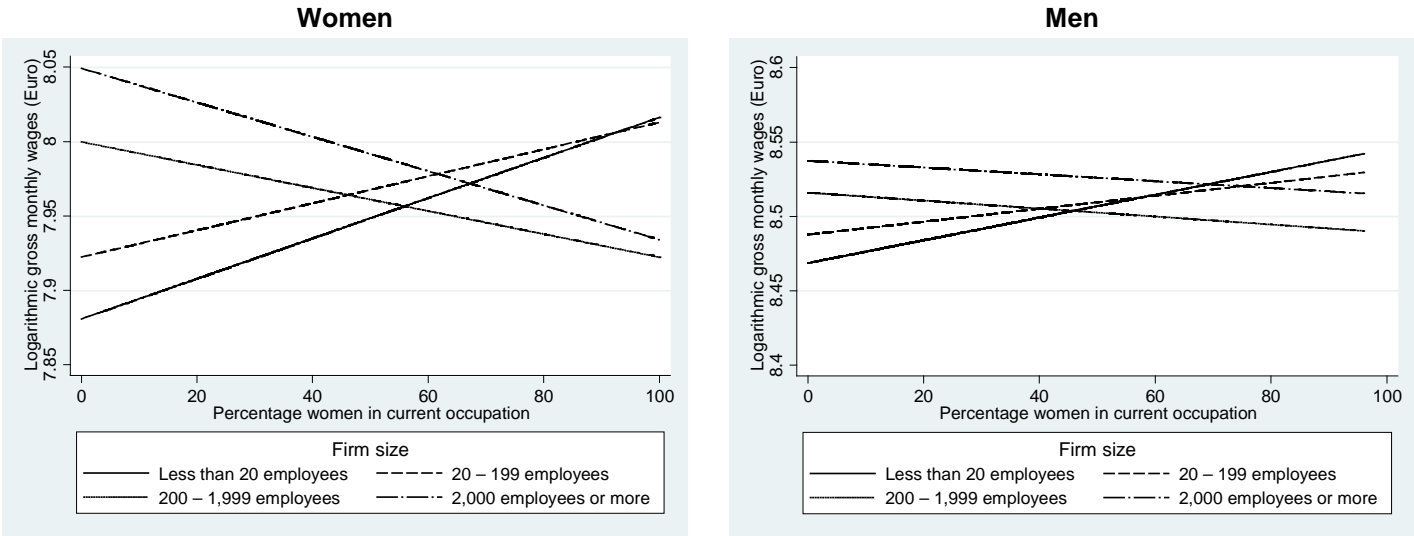 Women
Logarithmic gross monthly wages (Euro)
8.05
8
7.95
7.9
7.85
0 20 40 60 80 100
Percentage women in current occupation
Firm size
Less than 20 employees 20 – 199 employees
200 – 1,999 employees 2,000 employees or more
Men
Logarithmic gross monthly wages (Euro)
8.6
8.55
8.5
8.45
8.4
0 20 40 60 80 100
Percentage women in current occupation
Firm size
Less than 20 employees 20 – 199 employees
200 – 1,999 employees 2,000 employees or more